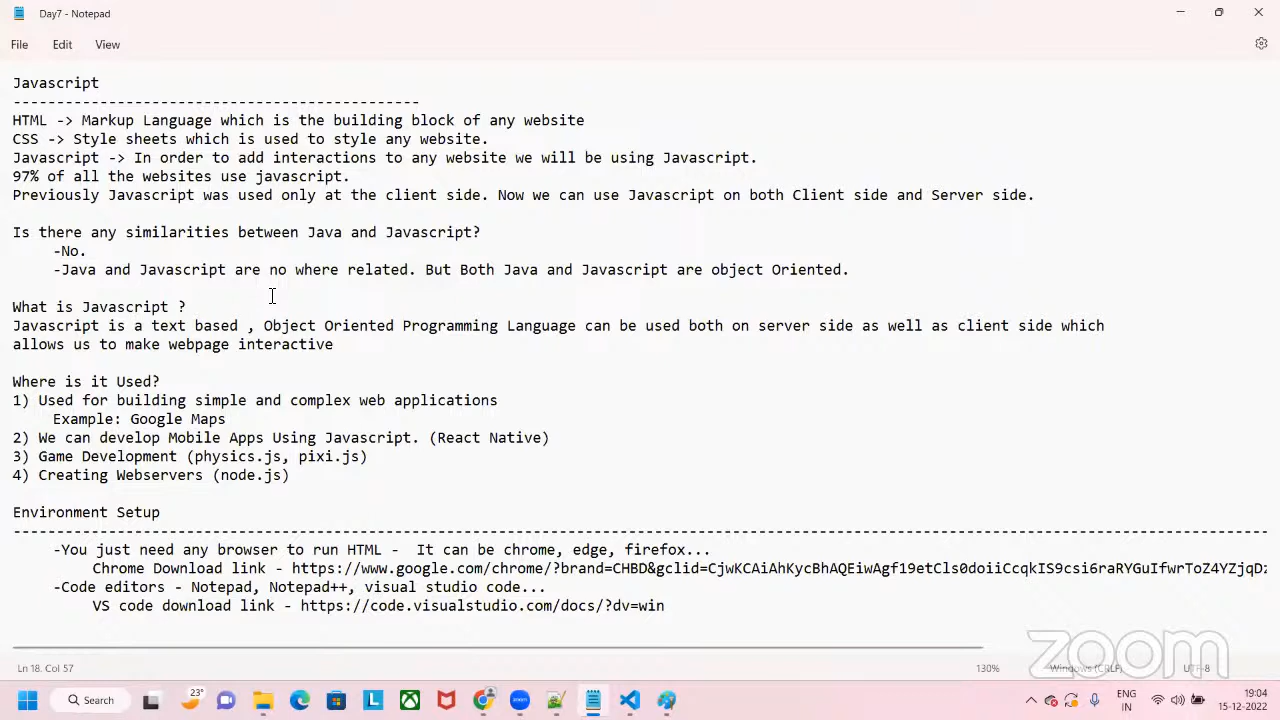 Day7 - Notepad
File Edit View
Javascript
-----------------------------------------------
HTML -> Markup Language which is the building block of any website
CSS -> Style sheets which is used to style any website.
Javascript -> In order to add interactions to any website we will be using Javascript.
97% of all the websites use javascript.
Previously Javascript was used only at the client side. Now we can use Javascript on both Client side and Server side.
Is there any similarities between Java and Javascript?
-No.
-Java and Javascript are no where related. But Both Java and Javascript are object Oriented.
What is Javascript ?
Javascript is a text based , Object Oriented Programming Language can be used both on server side as well as client side which
allows us to make webpage interactive
Where is it Used?
1) Used for building simple and complex web applications
Example: Google Maps
2) We can develop Mobile Apps Using Javascript. (React Native)
3) Game Development (physics.js, pixi.js)
4) Creating Webservers (node.js)
Environment Setup
-----------------------------------------------------------------------------------------------------------------------------------------------
-You just need any browser to run HTML - It can be chrome, edge, firefox...
Chrome Download link - https://www.google.com/chrome/?brand=CHBD&gclid=CjwKCAiAhKycBhAQEiwAgf19etCls0doiiCcqkIS9csi6raRYGuIfwrToZ4YZjqDz
-Code editors - Notepad, Notepad++, visual studio code...
VS code download link - https://code.visualstudio.com/docs/?dv=win
Ln 18, Col 57 130% Windows (CRLF) UTF-8
zoom
23°
Search
ENG
IN
19:04
15-12-2022